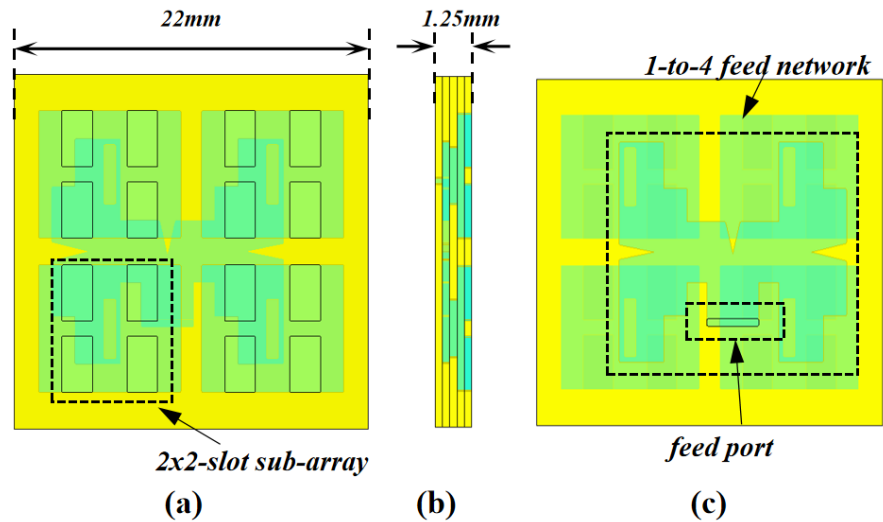 22mm
1.25mm
1-to-4 feed network
2x2-slot sub-array
feed port
(a)
(b)
(c)